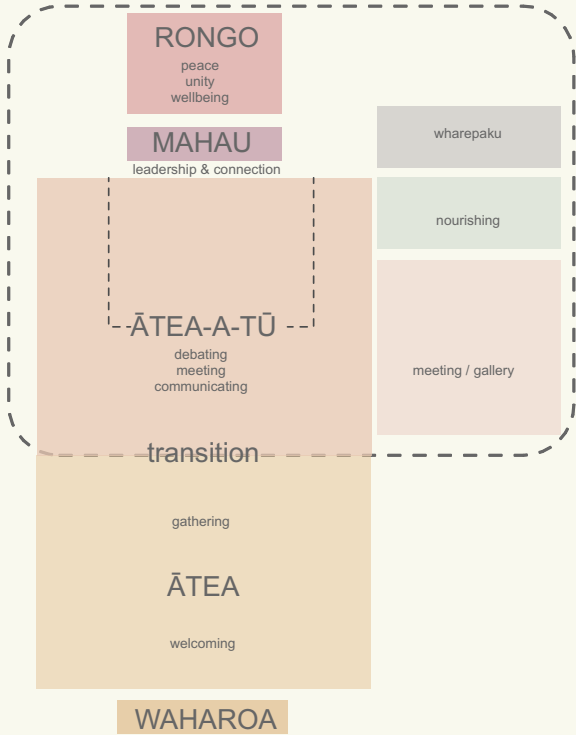 RONGO
peace
unity
wellbeing
MAHAU
leadership & connection
wharepaku
nourishing
ĀTEA-A-TŪ
debating
meeting
communicating
meeting / gallery
transition
gathering
ĀTEA
welcoming
WAHAROA